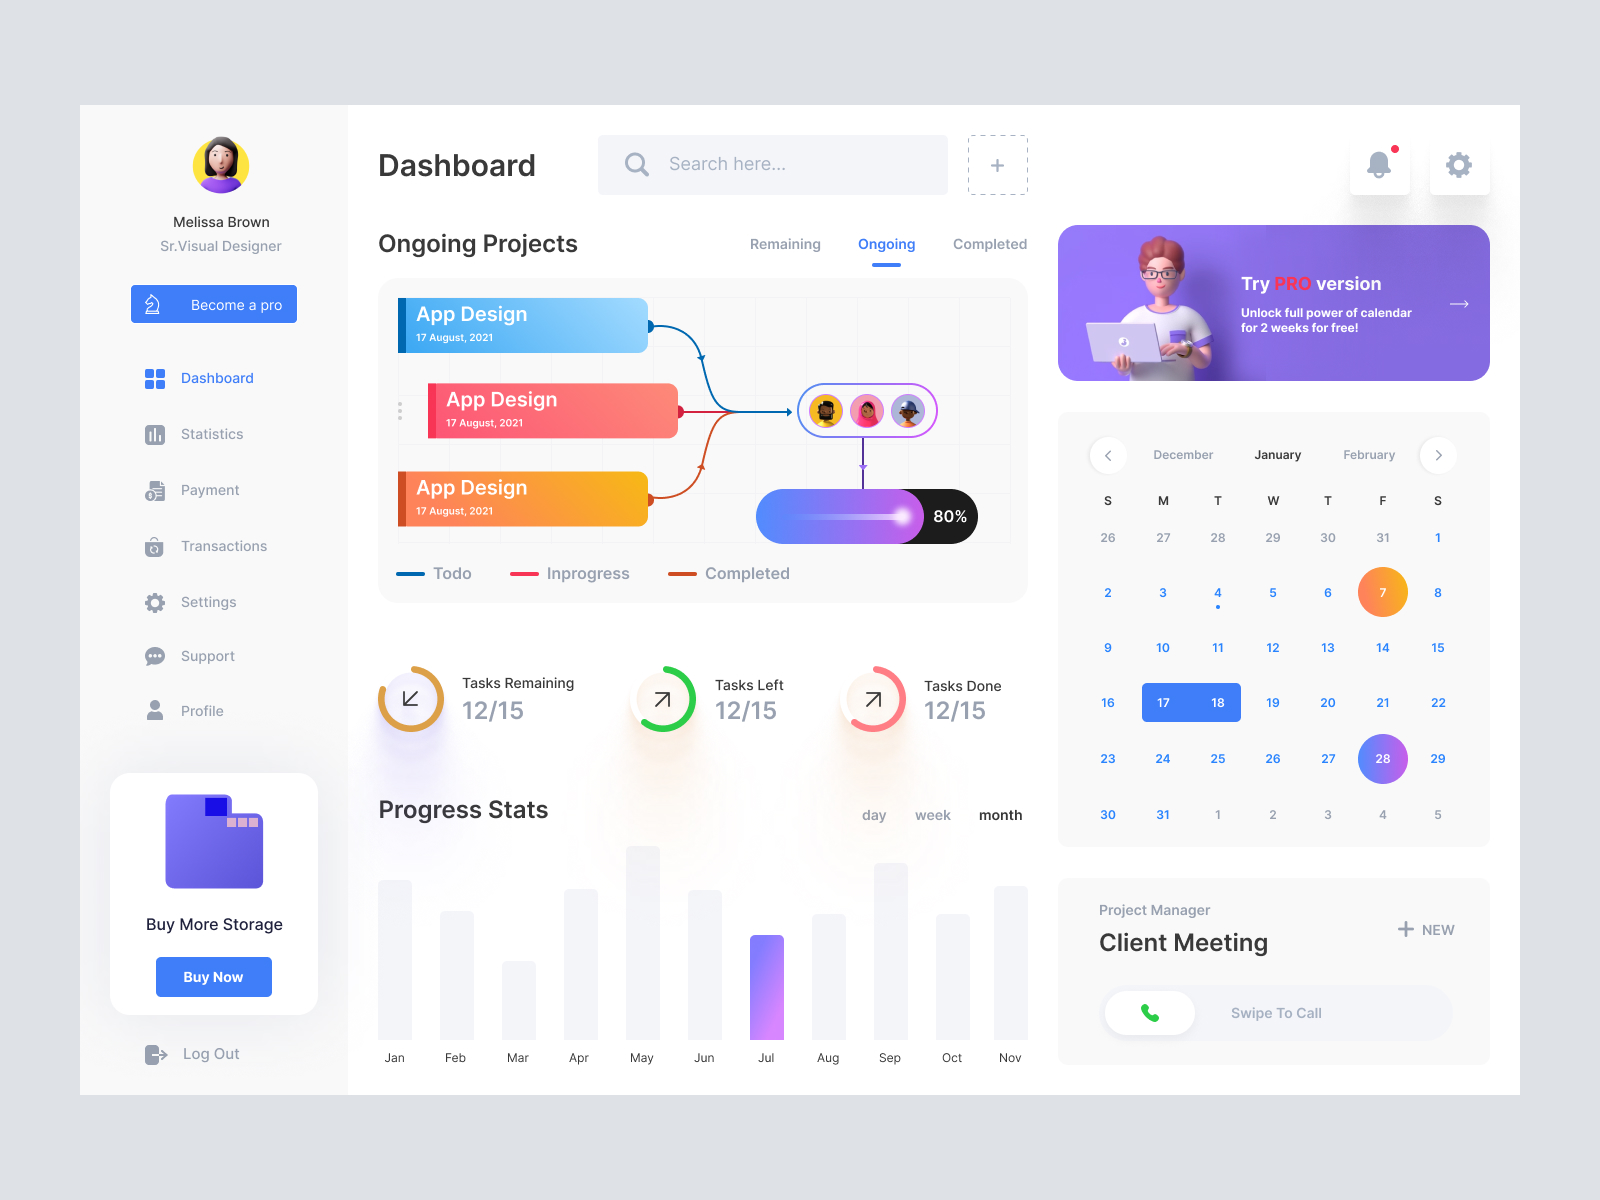 Melissa Brown
Sr.Visual Designer
Become a pro
Dashboard
Statistics
Payment
Transactions
Settings
Support
Profile
Buy More Storage
Buy Now
Log Out
Dashboard
Search here...
+
Ongoing Projects
Remaining
Ongoing
Completed
App Design
17 August, 2021
App Design
17 August, 2021
App Design
17 August, 2021
80%
Todo
Inprogress
Completed
Tasks Remaining
12/15
Tasks Left
12/15
Tasks Done
12/15
Progress Stats
day
week
month
Jan Feb Mar Apr May Jun Jul Aug Sep Oct Nov
Try PRO version
Unlock full power of calendar
for 2 weeks for free!
December January February
S M T W T F S
26 27 28 29 30 31 1
2 3 4 5 6 7 8
9 10 11 12 13 14 15
16 17 18 19 20 21 22
23 24 25 26 27 28 29
30 31 1 2 3 4 5
Project Manager
Client Meeting
+ NEW
Swipe To Call